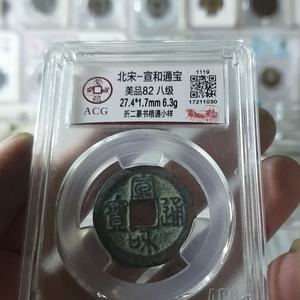 ACG
北宋-宣和通宝
美品82 八级
27.4*1.7mm 6.3g
折二篆书楷通小样
1119
17211030
宣
寶 通
和